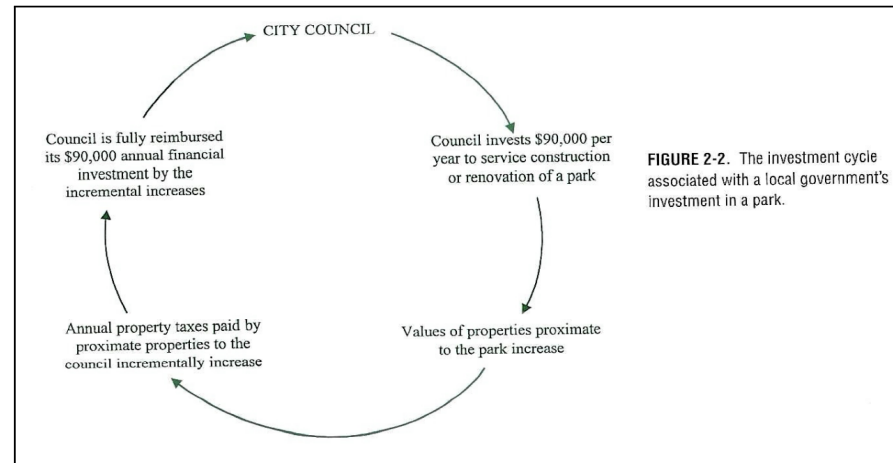 CITY COUNCIL
Council invests $90,000 per
year to service construction
or renovation of a park
Values of properties proximate
to the park increase
Annual property taxes paid by
proximate properties to the
council incrementally increase
Council is fully reimbursed
its $90,000 annual financial
investment by the
incremental increases
FIGURE 2-2. The investment cycle
associated with a local government's
investment in a park.